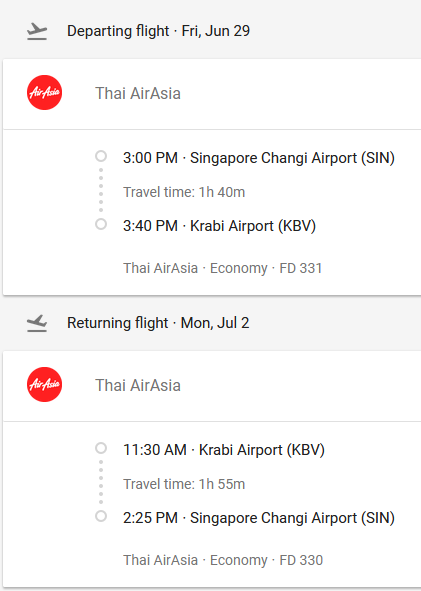 Departing flight · Fri, Jun 29
AirAsia
Thai AirAsia
3:00 PM · Singapore Changi Airport (SIN)
Travel time: 1h 40m
3:40 PM · Krabi Airport (KBV)
Thai AirAsia · Economy · FD 331
Returning flight · Mon, Jul 2
AirAsia
Thai AirAsia
11:30 AM · Krabi Airport (KBV)
Travel time: 1h 55m
2:25 PM · Singapore Changi Airport (SIN)
Thai AirAsia · Economy · FD 330